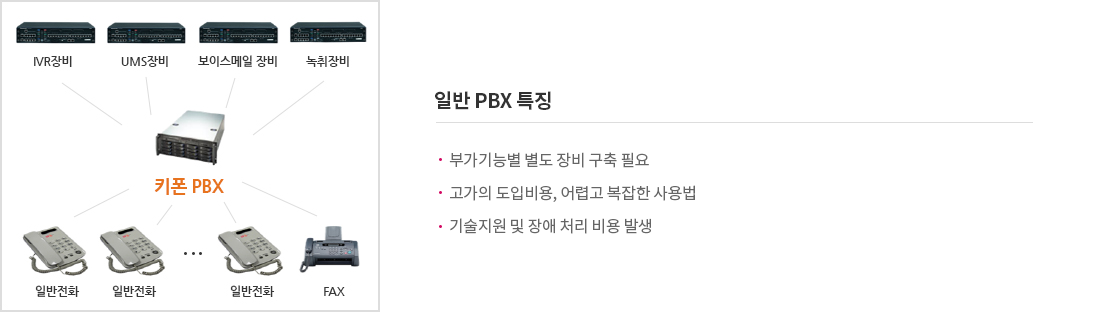 IVR장비 UMS장비 보이스메일 장비 녹취장비
키폰 PBX
일반전화 일반전화 ... 일반전화 FAX
일반 PBX 특징
• 부가기능별 별도 장비 구축 필요
• 고가의 도입비용, 어렵고 복잡한 사용법
• 기술지원 및 장애 처리 비용 발생